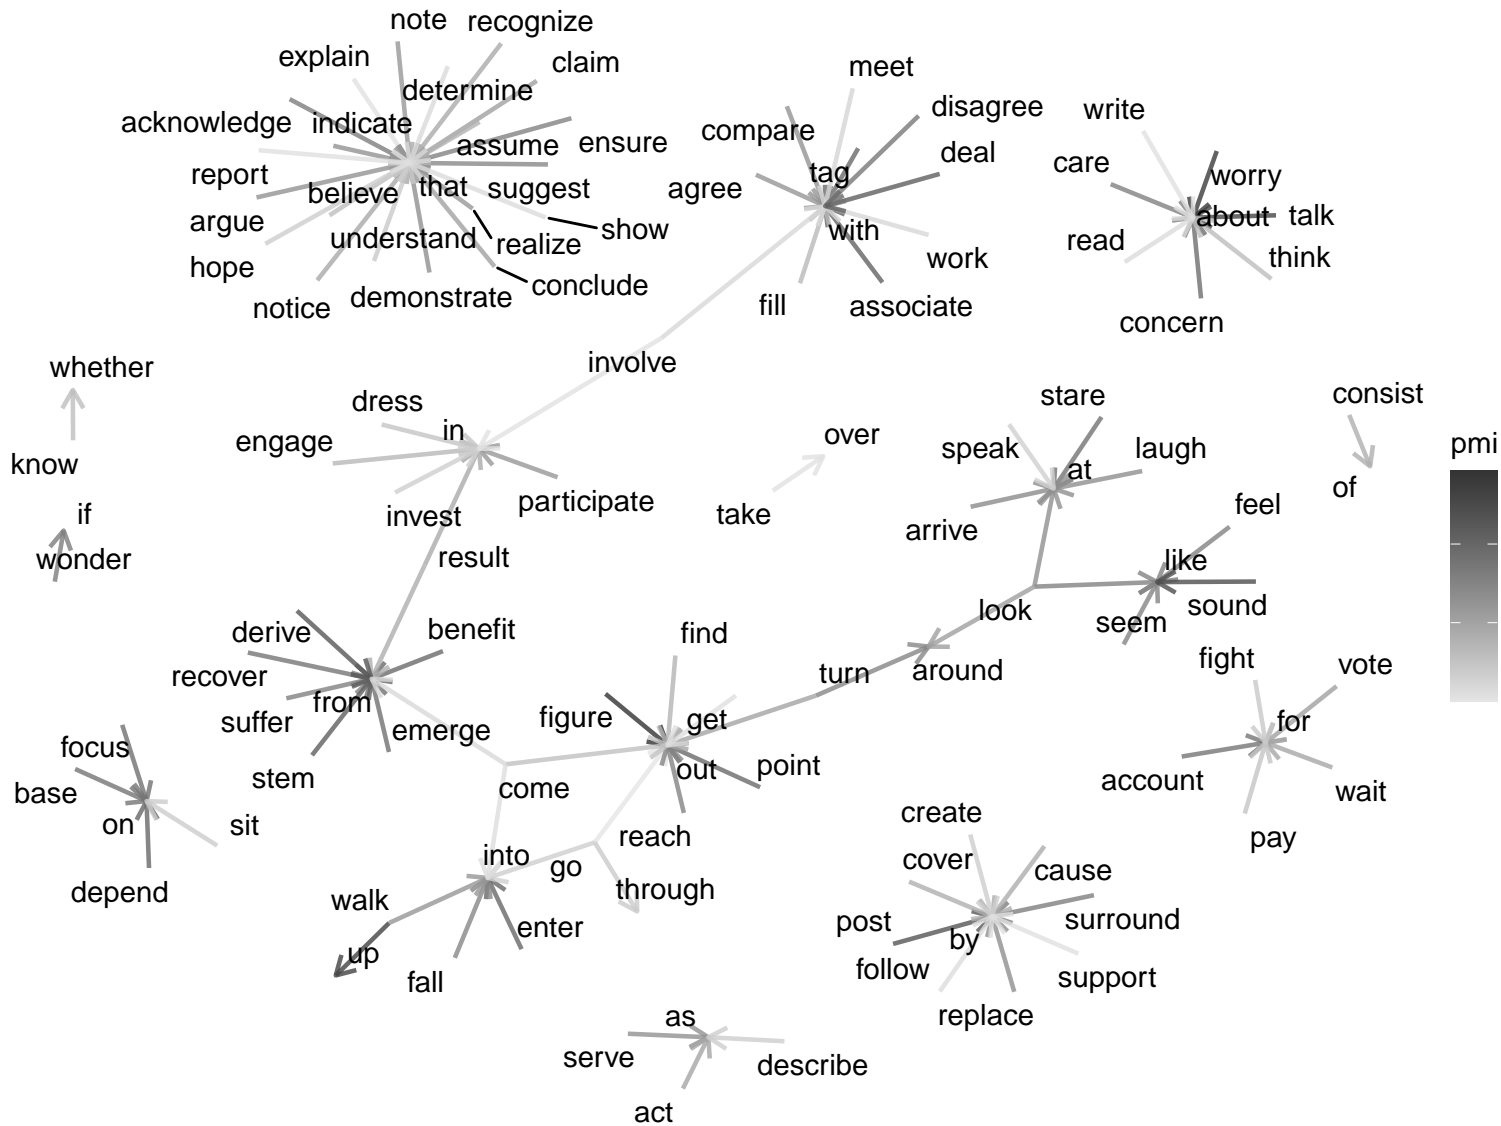 note
recognize
explain
claim
determine
acknowledge
indicate
assume
ensure
report
believe
that
suggest
argue
understand
realize
show
hope
notice
demonstrate
conclude
meet
compare
disagree
tag
deal
agree
with
work
fill
associate
write
care
worry
about
talk
read
think
concern
involve
whether
know
if
wonder
dress
in
engage
invest
participate
result
over
take
stare
speak
at
laugh
arrive
feel
like
sound
seem
look
consist
of
pmi
derive
benefit
recover
from
suffer
emerge
stem
find
turn
around
figure
get
out
point
come
reach
fight
vote
for
account
wait
pay
focus
base
on
sit
depend
into
go
through
walk
enter
up
fall
create
cover
cause
post
by
surround
follow
support
replace
as
serve
describe
act